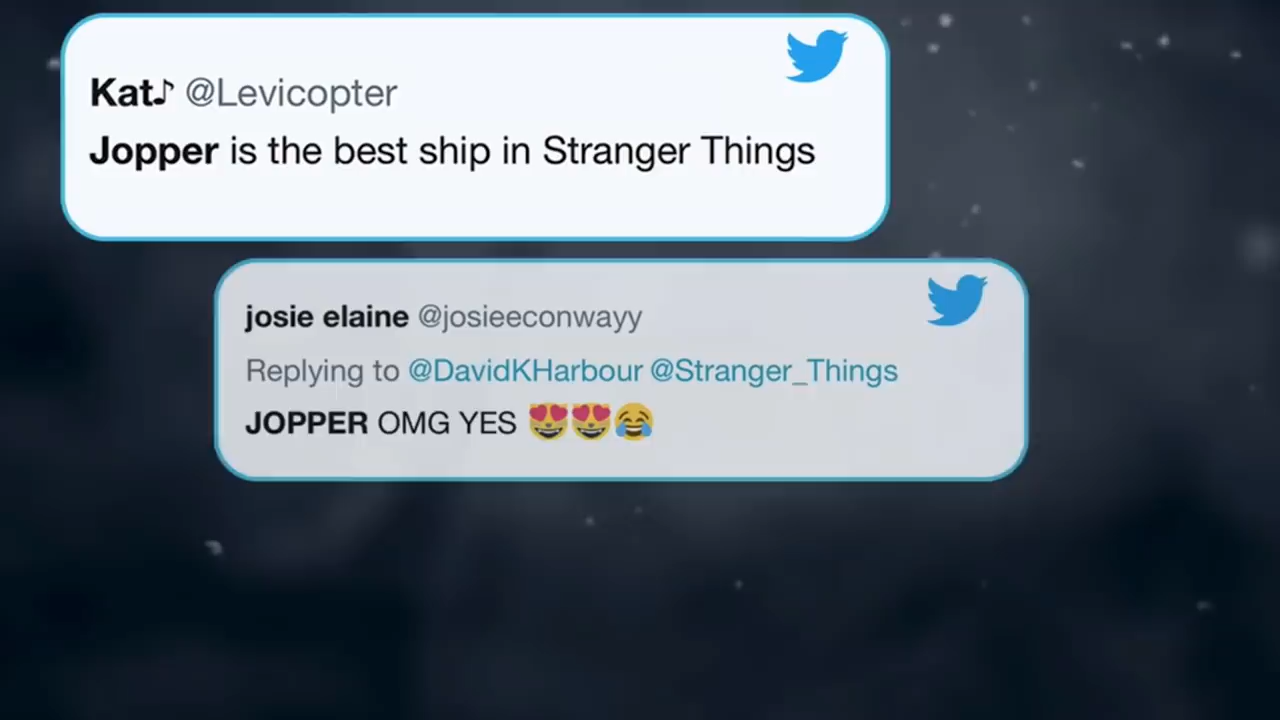 Kat♪ @Levicopter
Jopper is the best ship in Stranger Things
josie elaine @josieeconwayy
Replying to @DavidKHarbour @Stranger_Things
JOPPER OMG YES 😻😻😂